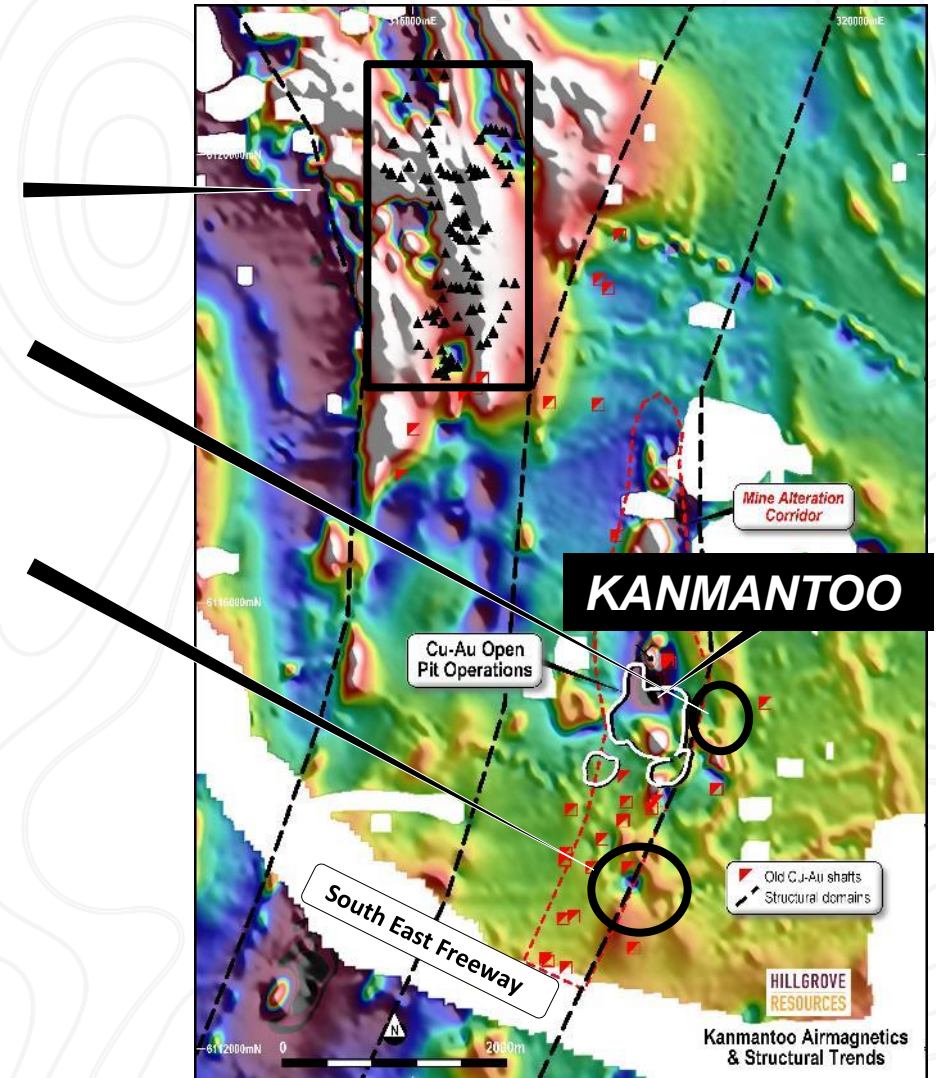 316000mE
320000mE
6120000mN
Mine Alteration
Corridor
KANMANTOO
6116000mN
Cu-Au Open
Pit Operations
Old Cu-Au shafts
Structural domains
South East Freeway
HILLGROVE
RESOURCES
N
Kanmantoo Airmagnetics
& Structural Trends
6112000mN
0
2000m